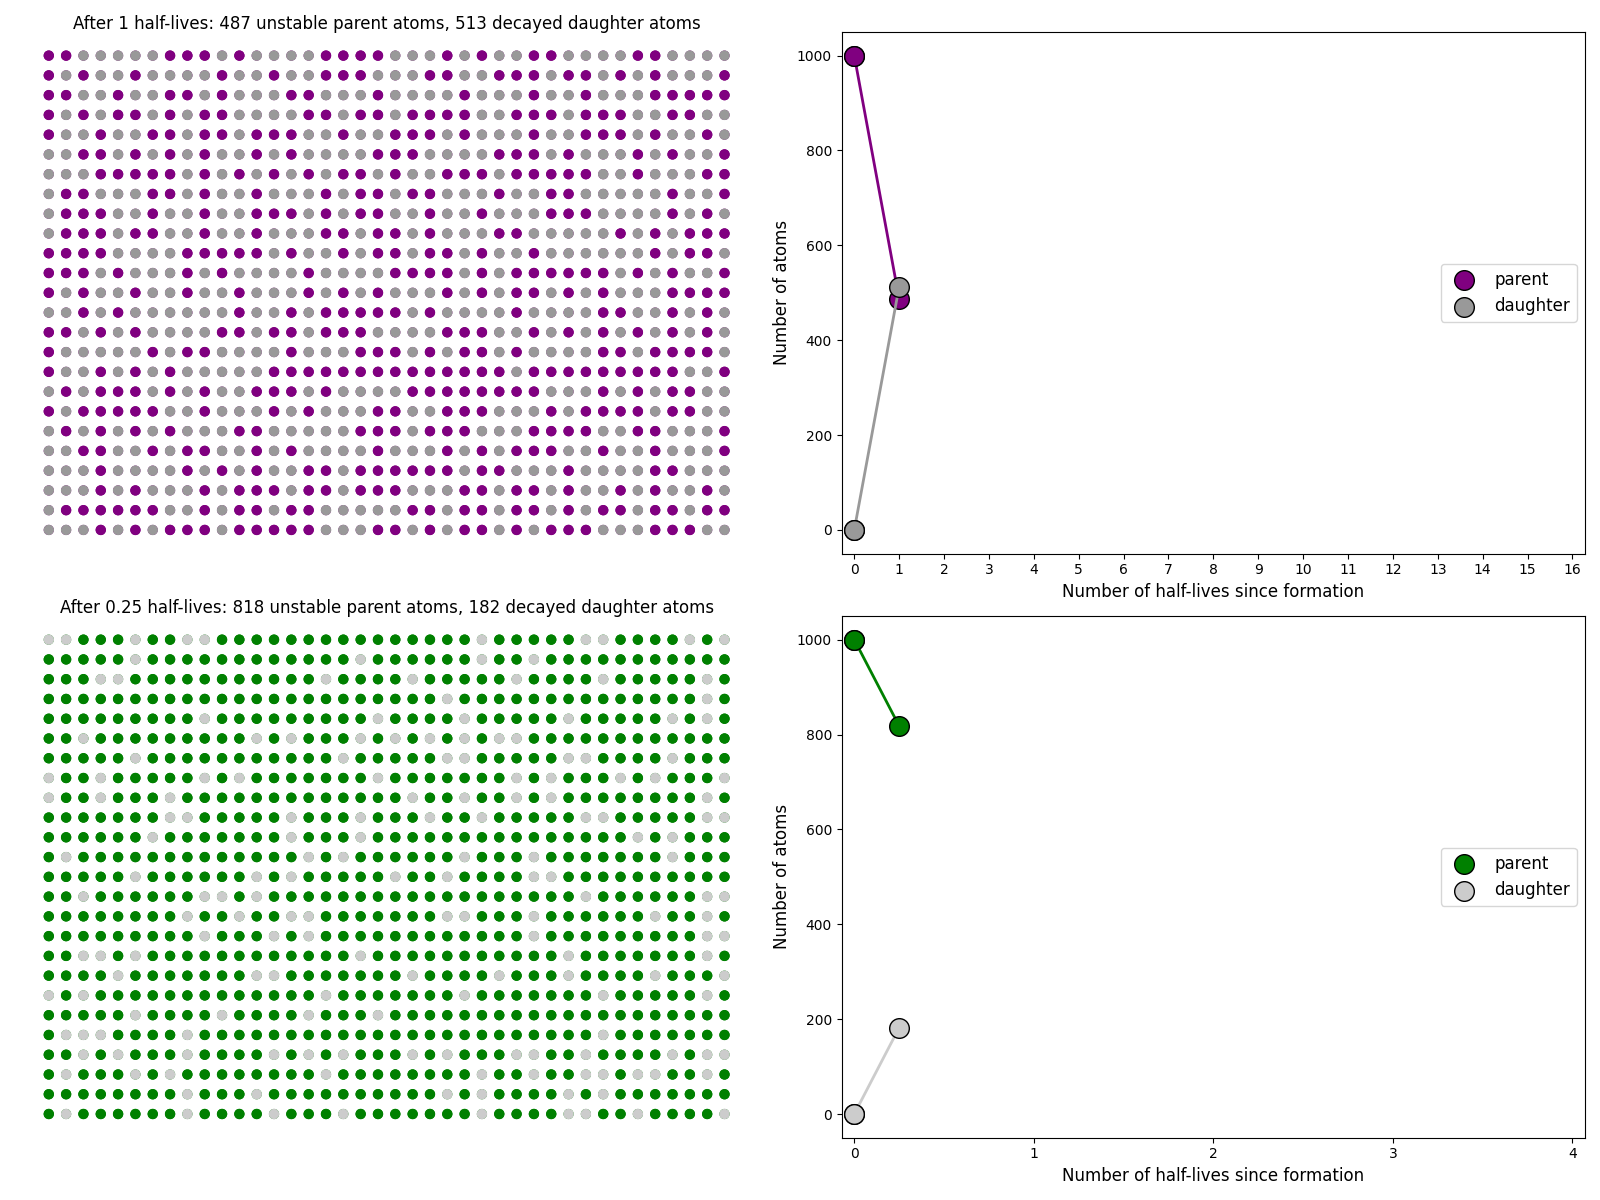 After 1 half-lives: 487 unstable parent atoms, 513 decayed daughter atoms
1000
800
600
400
200
0
Number of atoms
parent
daughter
0 1 2 3 4 5 6 7 8 9 10 11 12 13 14 15 16
Number of half-lives since formation
After 0.25 half-lives: 818 unstable parent atoms, 182 decayed daughter atoms
1000
800
600
400
200
0
Number of atoms
parent
daughter
0 1 2 3 4
Number of half-lives since formation